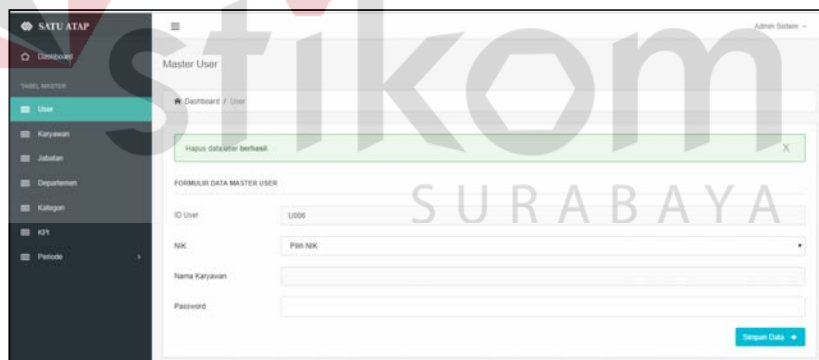 SATU ATAP
Admin Sistem
Dashboard
TABEL MASTER
User
Karyawan
Jabatan
Departemen
Kategori
KPI
Periode
Master User
Dashboard / User
Hapus data user berhasil.
X
FORMULIR DATA MASTER USER
ID User
U006
NIK
Pilih NIK
Nama Karyawan
Password
Simpan Data
stikom
SURABAYA